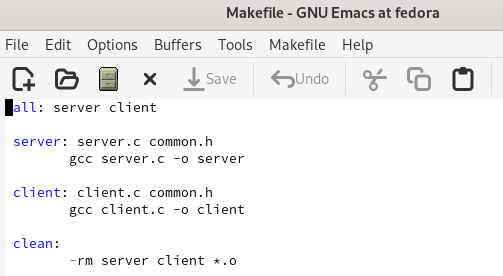 Makefile - GNU Emacs at fedora
File Edit Options Buffers Tools Makefile Help
Save Undo
all: server client
server: server.c common.h
gcc server.c -o server
client: client.c common.h
gcc client.c -o client
clean:
-rm server client *.o